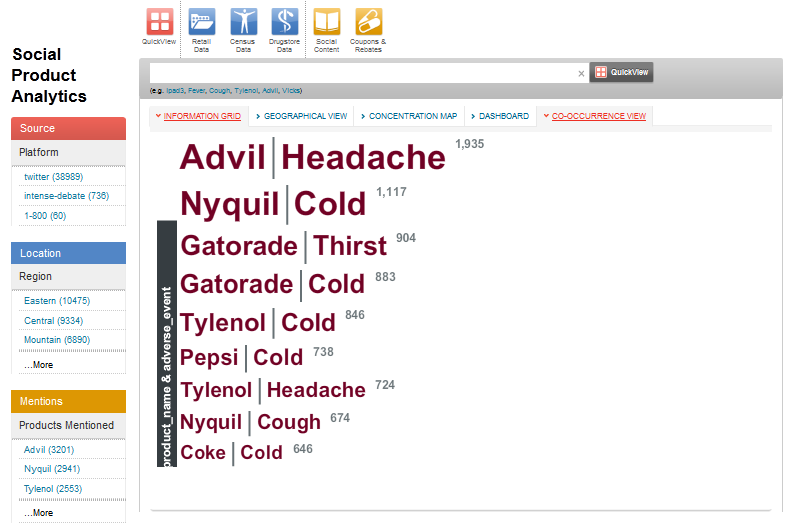 QuickView
Retail Data
Census Data
Drugstore Data
Social Content
Coupons & Rebates
Social
Product
Analytics
× QuickView
(e.g. Ipad3, Fever, Cough, Tylenol, Advil, Vicks)
INFORMATION GRID
GEOGRAPHICAL VIEW
CONCENTRATION MAP
DASHBOARD
CO-OCCURRENCE VIEW
Source
Platform
twitter (38989)
intense-debate (736)
1-800 (60)
Location
Region
Eastern (10475)
Central (9334)
Mountain (6890)
...More
Mentions
Products Mentioned
Advil (3201)
Nyquil (2941)
Tylenol (2553)
...More
product_name & adverse_event
Advil|Headache 1,935
Nyquil|Cold 1,117
Gatorade|Thirst 904
Gatorade|Cold 883
Tylenol|Cold 846
Pepsi|Cold 738
Tylenol|Headache 724
Nyquil|Cough 674
Coke|Cold 646